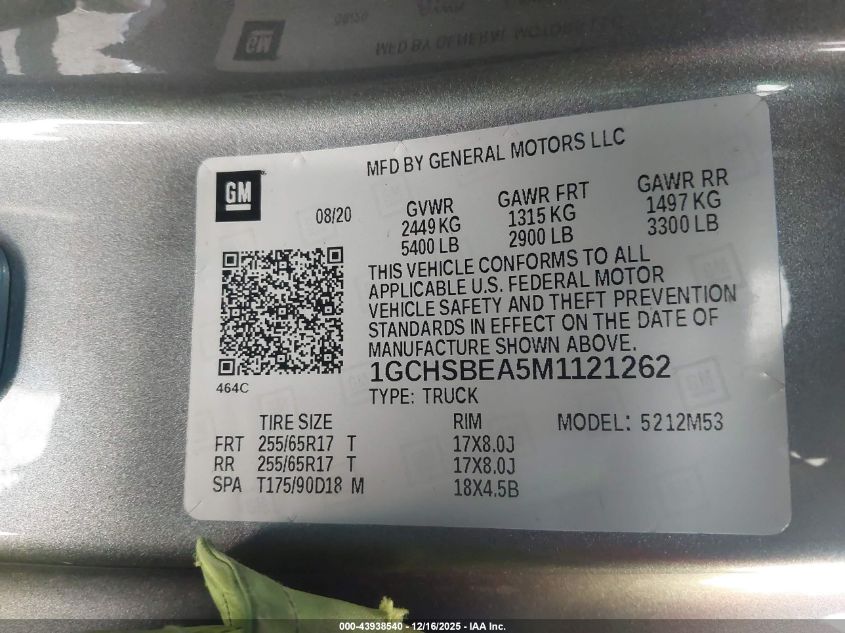 MFD BY GENERAL MOTORS LLC
GM
08/20
GVWR GAWR FRT GAWR RR
2449 KG 1315 KG 1497 KG
5400 LB 2900 LB 3300 LB
THIS VEHICLE CONFORMS TO ALL
APPLICABLE U.S. FEDERAL MOTOR
VEHICLE SAFETY AND THEFT PREVENTION
STANDARDS IN EFFECT ON THE DATE OF
MANUFACTURE SHOWN ABOVE.
464C
1GCHSBEA5M1121262
TYPE: TRUCK
TIRE SIZE RIM MODEL: 5212M53
FRT 255/65R17 T 17X8.0J
RR 255/65R17 T 17X8.0J
SPA T175/90D18 M 18X4.5B
000-43938540 - 12/16/2025 - IAA Inc.